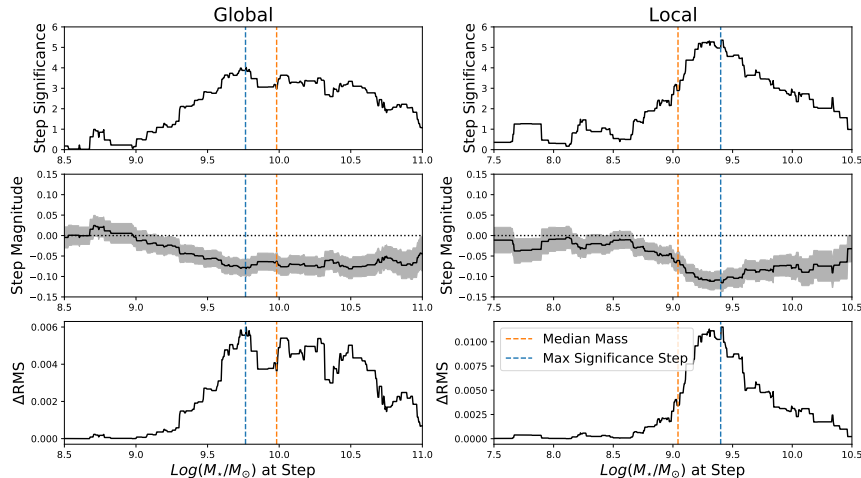 Global
Local
Step Significance
6
5
4
3
2
1
0
8.5 9.0 9.5 10.0 10.5 11.0
Step Significance
6
5
4
3
2
1
0
7.5 8.0 8.5 9.0 9.5 10.0 10.5
Step Magnitude
0.15
0.10
0.05
0.00
−0.05
−0.10
−0.15
8.5 9.0 9.5 10.0 10.5 11.0
Step Magnitude
0.15
0.10
0.05
0.00
−0.05
−0.10
−0.15
7.5 8.0 8.5 9.0 9.5 10.0 10.5
ΔRMS
0.006
0.004
0.002
0.000
8.5 9.0 9.5 10.0 10.5 11.0
Log(M⋆/M⊙) at Step
ΔRMS
0.0100
0.0075
0.0050
0.0025
0.0000
Median Mass
Max Significance Step
7.5 8.0 8.5 9.0 9.5 10.0 10.5
Log(M⋆/M⊙) at Step